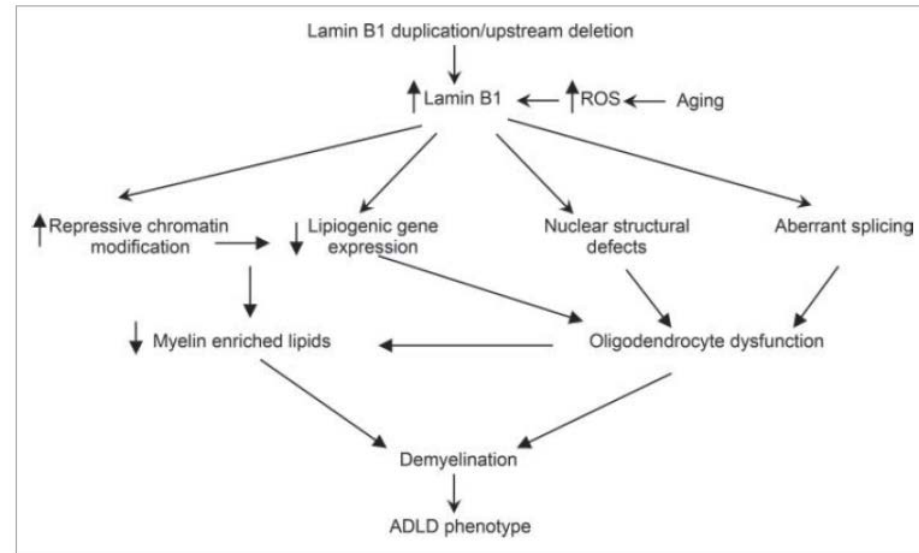 Lamin B1 duplication/upstream deletion
Lamin B1
ROS
Aging
Repressive chromatin
modification
Lipiogenic gene
expression
Nuclear structural
defects
Aberrant splicing
Myelin enriched lipids
Oligodendrocyte dysfunction
Demyelination
ADLD phenotype